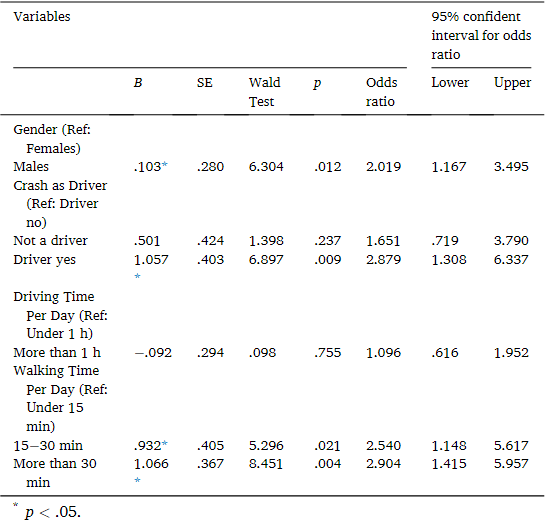 Variables 95% confident
interval for odds
ratio
B SE Wald Test p Odds ratio Lower Upper
Gender (Ref:
Females)
Males .103* .280 6.304 .012 2.019 1.167 3.495
Crash as Driver
(Ref: Driver
no)
Not a driver .501 .424 1.398 .237 1.651 .719 3.790
Driver yes 1.057 .403 6.897 .009 2.879 1.308 6.337
*
Driving Time
Per Day (Ref:
Under 1 h)
More than 1 h −.092 .294 .098 .755 1.096 .616 1.952
Walking Time
Per Day (Ref:
Under 15
min)
15−30 min .932* .405 5.296 .021 2.540 1.148 5.617
More than 30 1.066 .367 8.451 .004 2.904 1.415 5.957
min *
* p < .05.